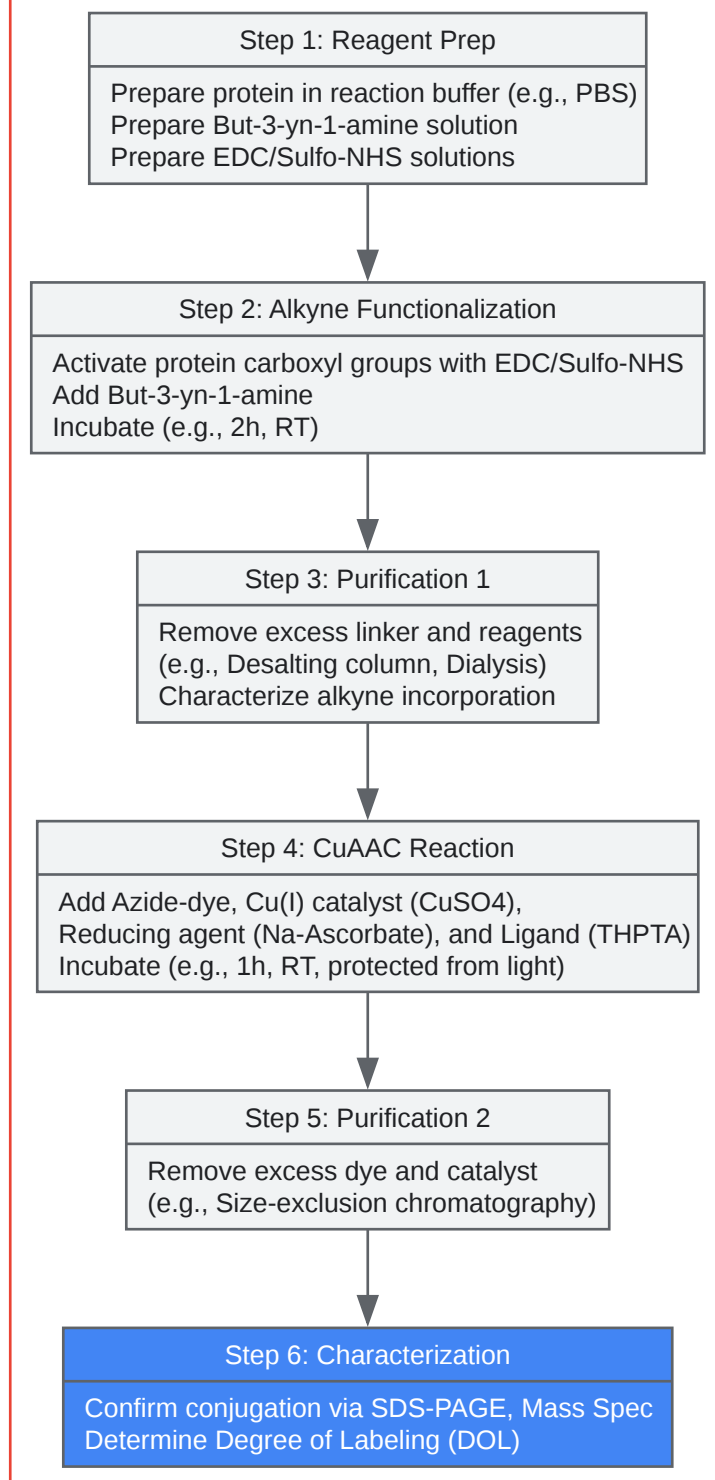 Step 1: Reagent Prep
Prepare protein in reaction buffer (e.g., PBS)
Prepare But-3-yn-1-amine solution
Prepare EDC/Sulfo-NHS solutions
Step 2: Alkyne Functionalization
Activate protein carboxyl groups with EDC/Sulfo-NHS
Add But-3-yn-1-amine
Incubate (e.g., 2h, RT)
Step 3: Purification 1
Remove excess linker and reagents
(e.g., Desalting column, Dialysis)
Characterize alkyne incorporation
Step 4: CuAAC Reaction
Add Azide-dye, Cu(I) catalyst (CuSO4),
Reducing agent (Na-Ascorbate), and Ligand (THPTA)
Incubate (e.g., 1h, RT, protected from light)
Step 5: Purification 2
Remove excess dye and catalyst
(e.g., Size-exclusion chromatography)
Step 6: Characterization
Confirm conjugation via SDS-PAGE, Mass Spec
Determine Degree of Labeling (DOL)